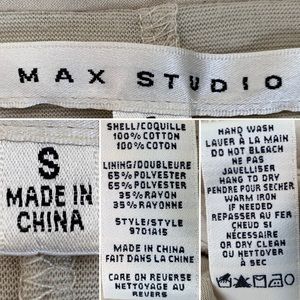 MAX STUDIO
S
MADE IN
CHINA
SHELL/COQUILLE
100% COTTON
100% COTON
LINING/DOUBLEURE
65% POLYESTER
65% POLYESTER
35% RAYON
35% RAYONNE
STYLE/STYLE
9701A15
MADE IN CHINA
FAIT DANS LA CHINE
CARE ON REVERSE
NETTOYAGE AU
REVERS
HAND WASH
LAVER À LA MAIN
DO NOT BLEACH
NE PAS
JAVELLISER
HANG TO DRY
PENDRE POUR SECHER
WARM IRON
IF NEEDED
REPASSER AU FER
CHEUD SI
NÉCESSAIRE
OR DRY CLEAN
OU NETTOYER
À SEC